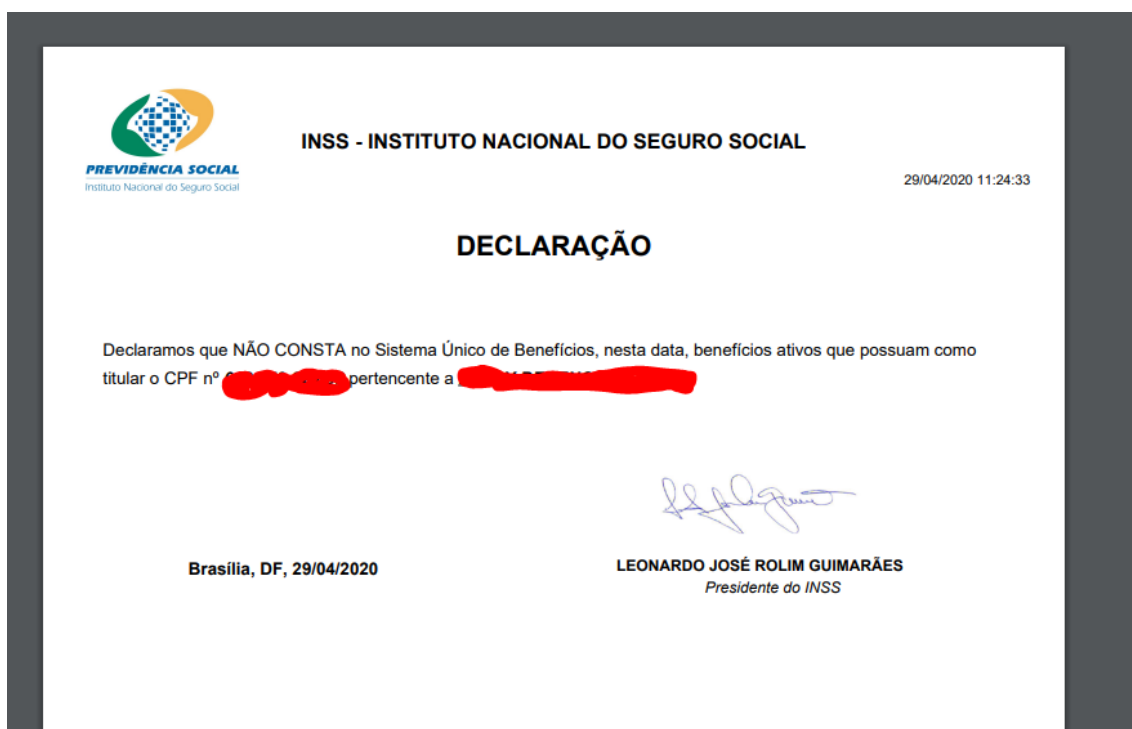 PREVIDÊNCIA SOCIAL
Instituto Nacional do Seguro Social
INSS - INSTITUTO NACIONAL DO SEGURO SOCIAL
29/04/2020 11:24:33
DECLARAÇÃO
Declaramos que NÃO CONSTA no Sistema Único de Benefícios, nesta data, benefícios ativos que possuam como
titular o CPF nº pertencente a
Brasília, DF, 29/04/2020
LEONARDO JOSÉ ROLIM GUIMARÃES
Presidente do INSS